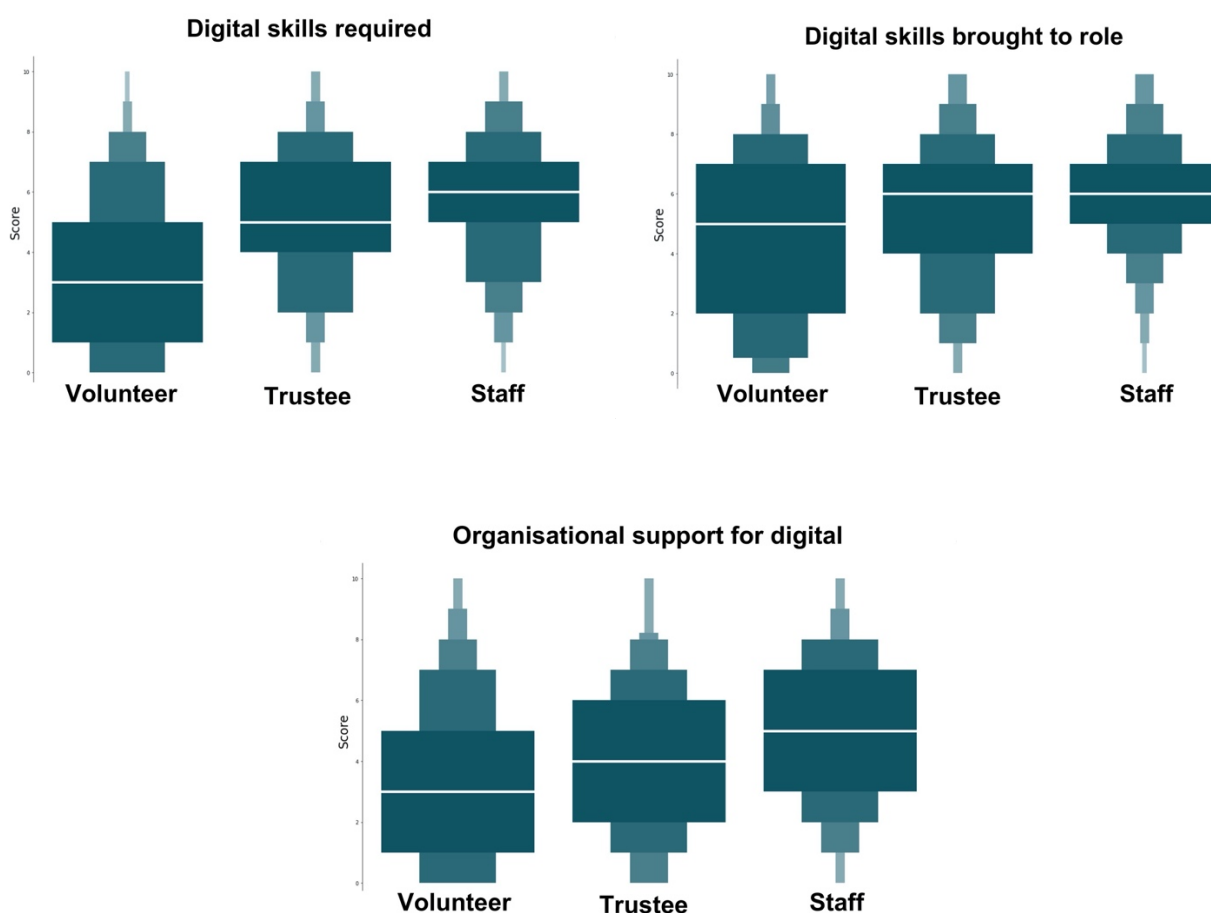 Digital skills required
10
8
6
4
2
0
Score
Volunteer
Trustee
Staff
Digital skills brought to role
10
8
6
4
2
0
Score
Volunteer
Trustee
Staff
Organisational support for digital
10
8
6
4
2
0
Score
Volunteer
Trustee
Staff